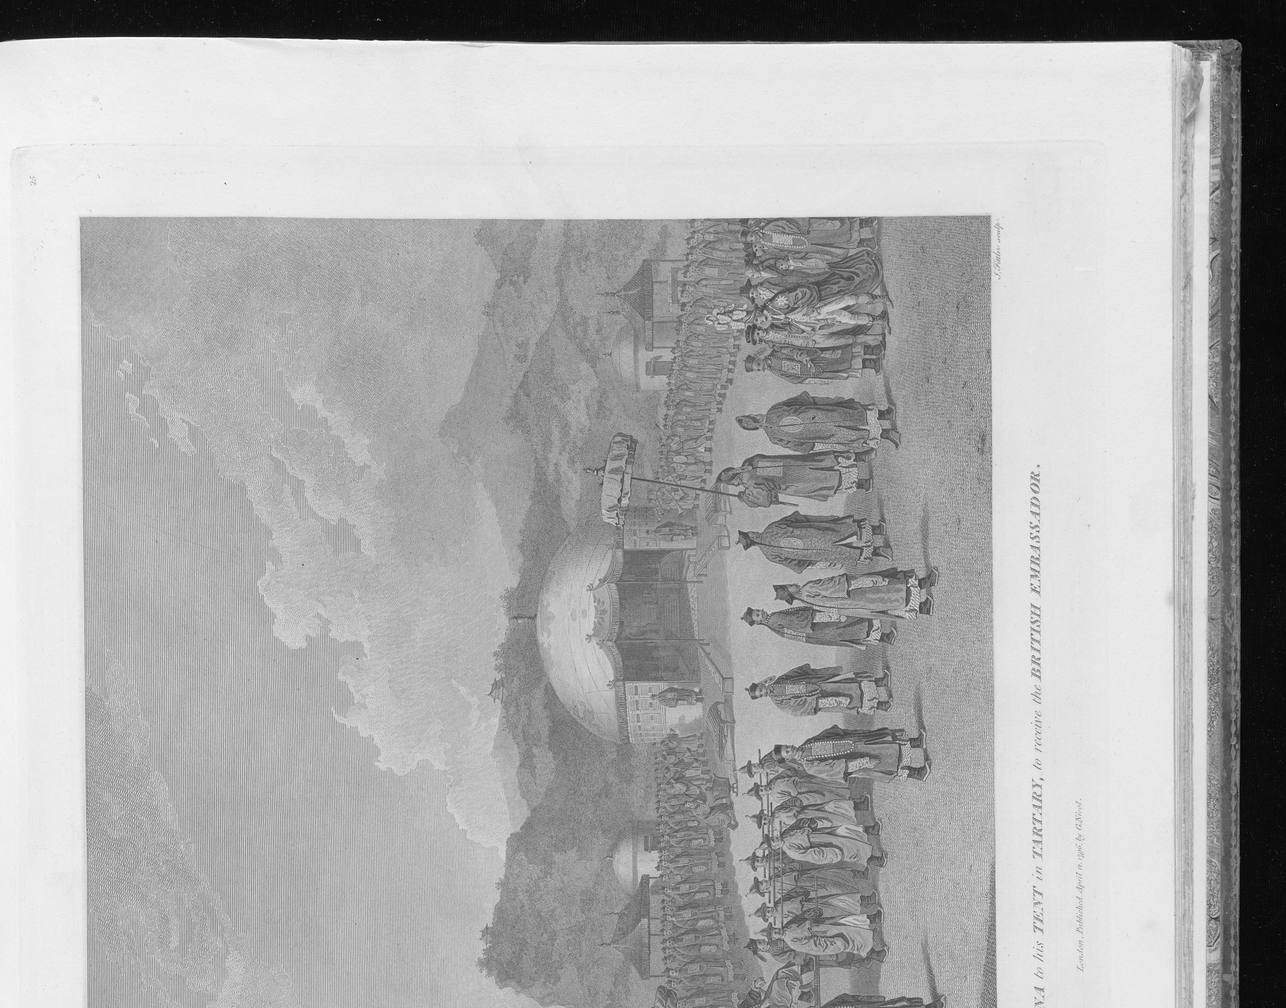 25
J. Fittler sculp.
NA to his TENT in TARTARY, to receive the BRITISH EMBASSADOR.
London, Published April 12, 1796, by G. Nicol.